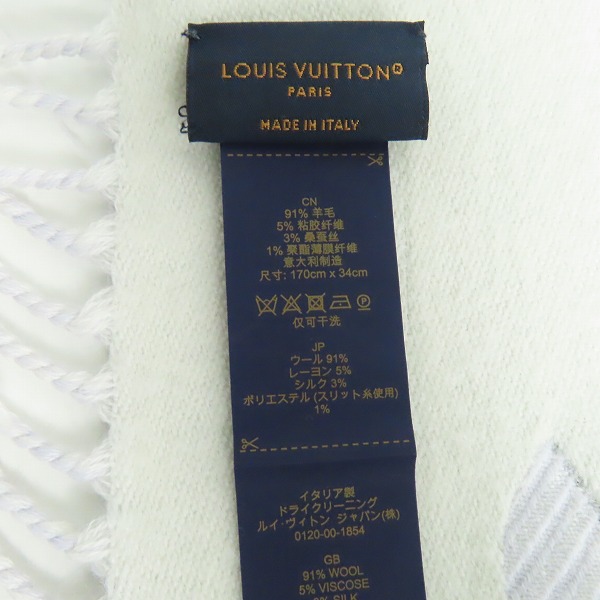 LOUIS VUITTON®
PARIS
MADE IN ITALY
CN
91% 羊毛
5% 粘胶纤维
3% 桑蚕丝
1% 聚酯薄膜纤维
意大利制造
尺寸: 170cm x 34cm
仅可干洗
JP
ウール 91%
レーヨン 5%
シルク 3%
ポリエステル (スリット糸使用)
1%
イタリア製
ドライクリーニング
ルイ・ヴィトン ジャパン(株)
0120-00-1854
GB
91% WOOL
5% VISCOSE
3% SILK